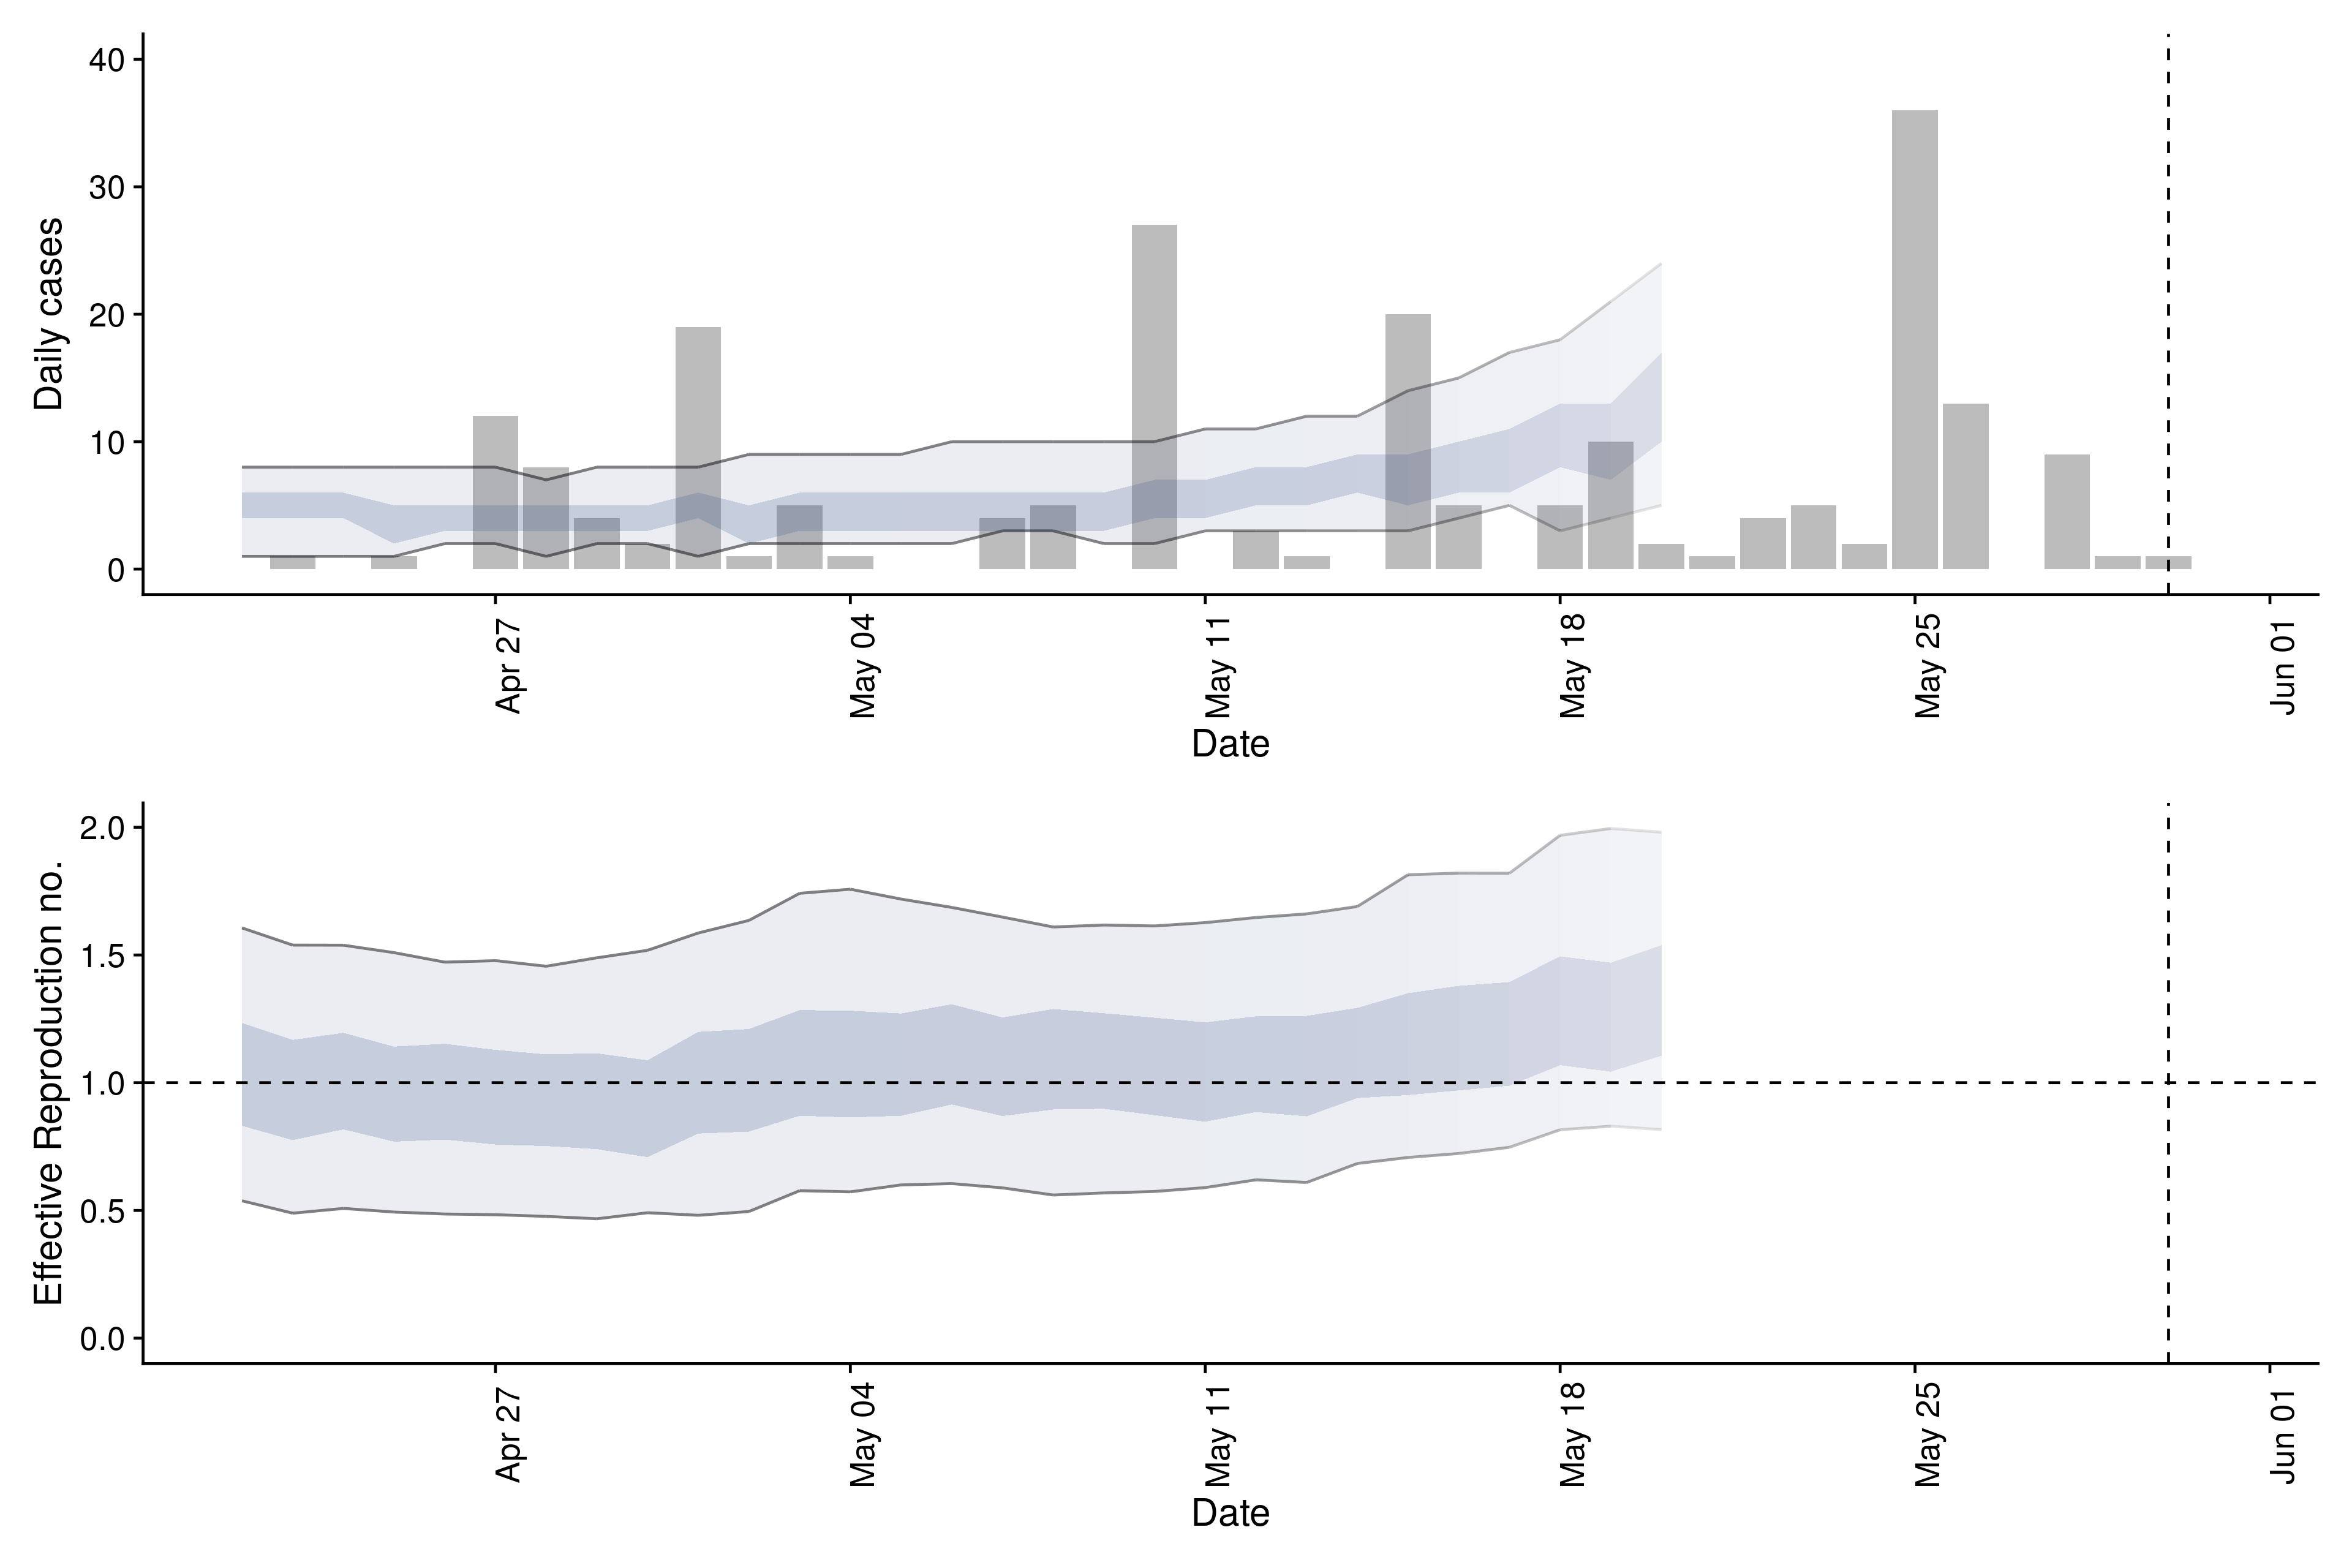 Daily cases
40
30
20
10
0
Apr 27
May 04
May 11
May 18
May 25
Jun 01
Date
Effective Reproduction no.
2.0
1.5
1.0
0.5
0.0
Apr 27
May 04
May 11
May 18
May 25
Jun 01
Date